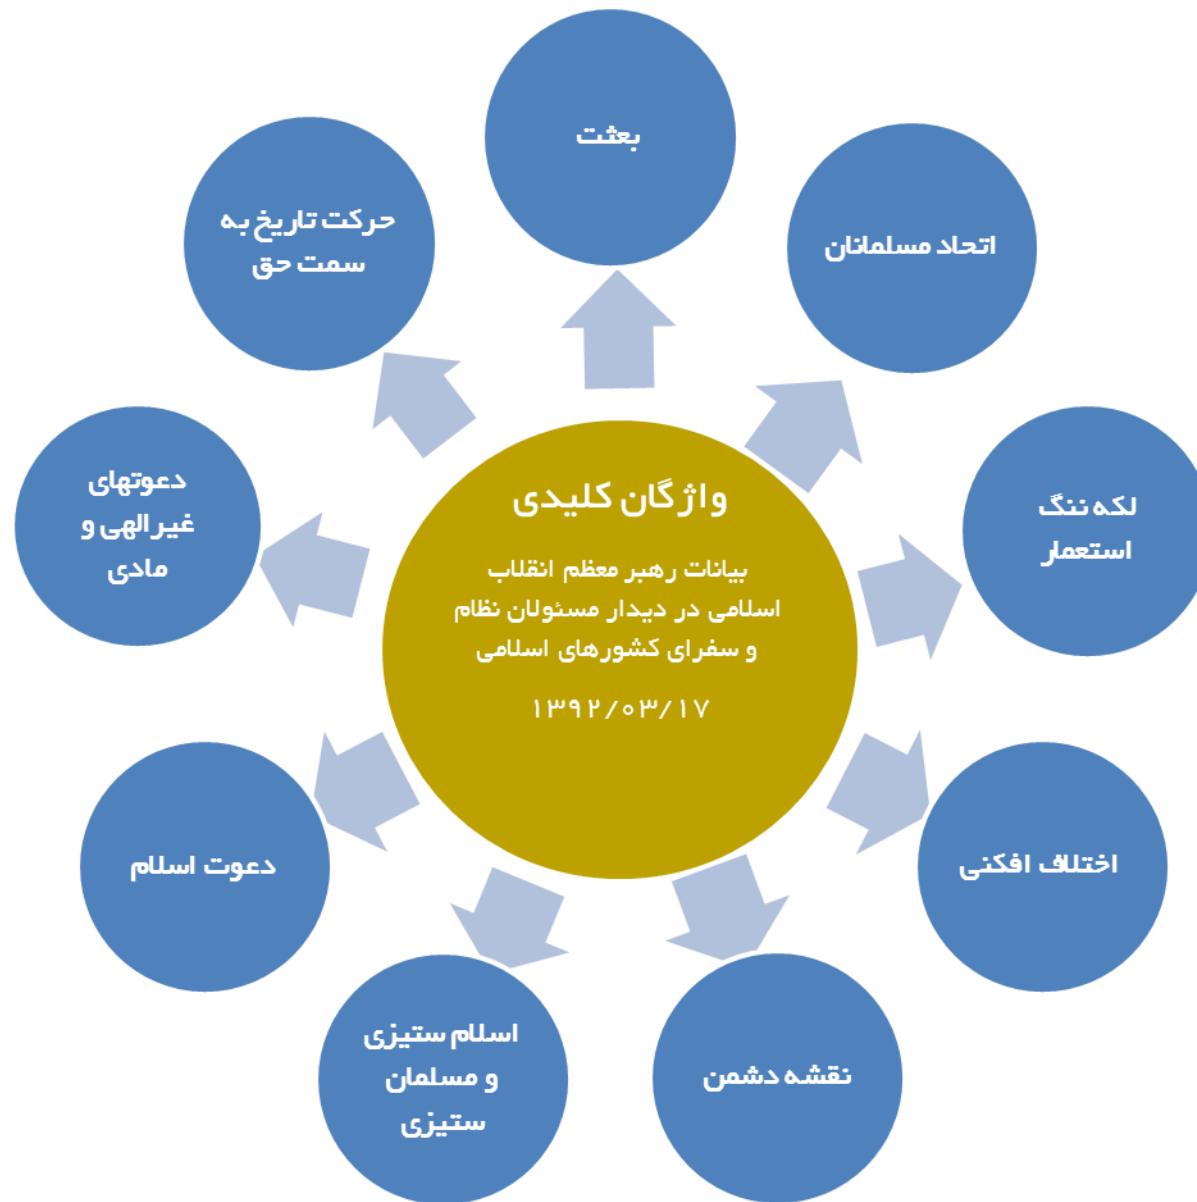 واژگان کلیدی
بیانات رهبر معظم انقلاب
اسلامی در دیدار مسئولان نظام
و سفرای کشورهای اسلامی
۱۳۹۲/۰۳/۱۷
بعثت
اتحاد مسلمانان
لکه ننگ
استعمار
اختلاف افکنی
نقشه دشمن
اسلام ستیزی
و مسلمان
ستیزی
دعوت اسلام
دعوتهای
غیرالهی و
مادی
حرکت تاریخ به
سمت حق